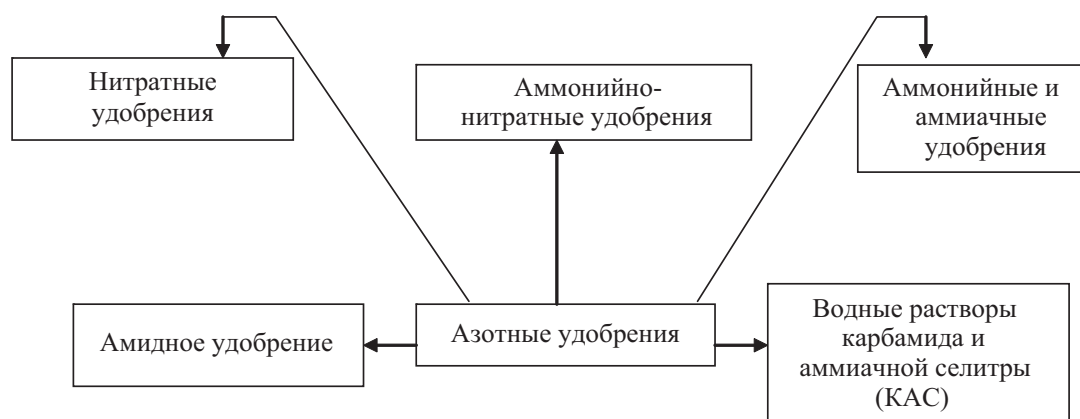 Нитратные
удобрения
Аммонийно-
нитратные удобрения
Аммонийные и
аммиачные
удобрения
Амидное удобрение
Азотные удобрения
Водные растворы
карбамида и
аммиачной селитры
(КАС)